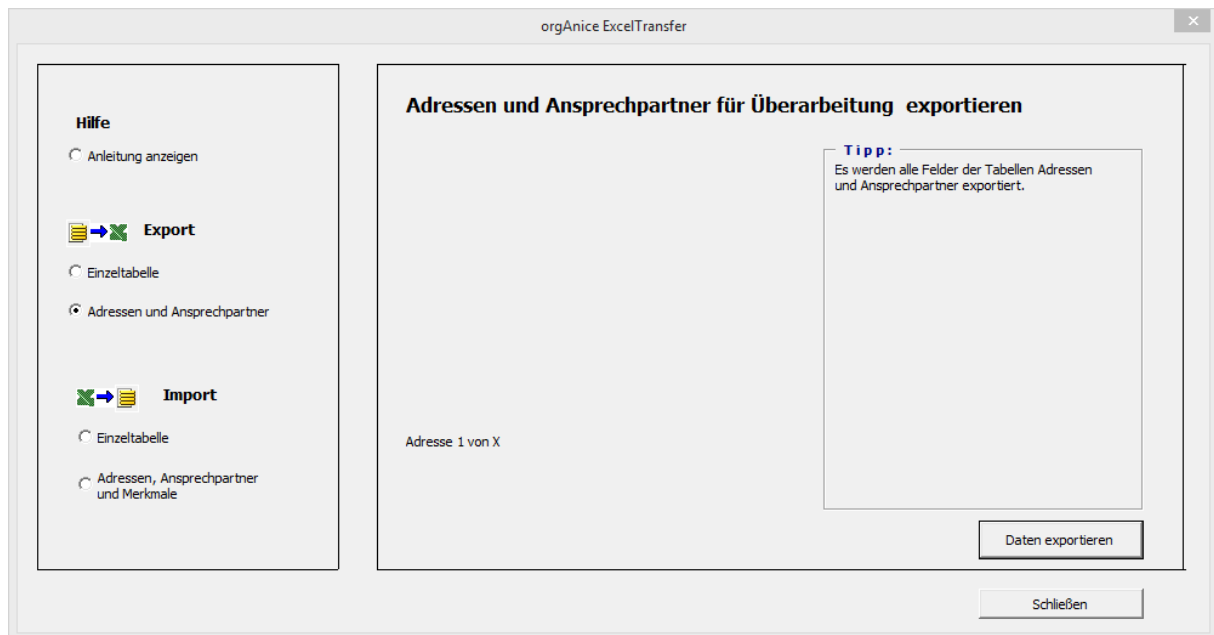 orgAnice ExcelTransfer
Hilfe
Anleitung anzeigen
Export
Einzeltabelle
Adressen und Ansprechpartner
Import
Einzeltabelle
Adressen, Ansprechpartner
und Merkmale
Adressen und Ansprechpartner für Überarbeitung exportieren
Tipp:
Es werden alle Felder der Tabellen Adressen
und Ansprechpartner exportiert.
Adresse 1 von X
Daten exportieren
Schließen